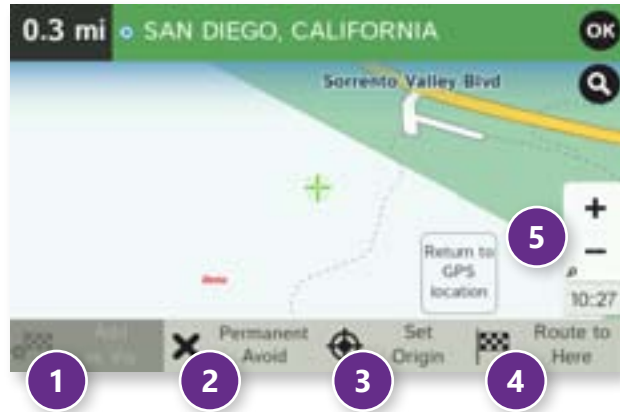 0.3 mi SAN DIEGO, CALIFORNIA OK
Sorrento Valley Blvd
+
5
−
Return to
GPS
location
10:27
Add
Permanent
Avoid
Set
Origin
Route to
Here
1
2
3
4